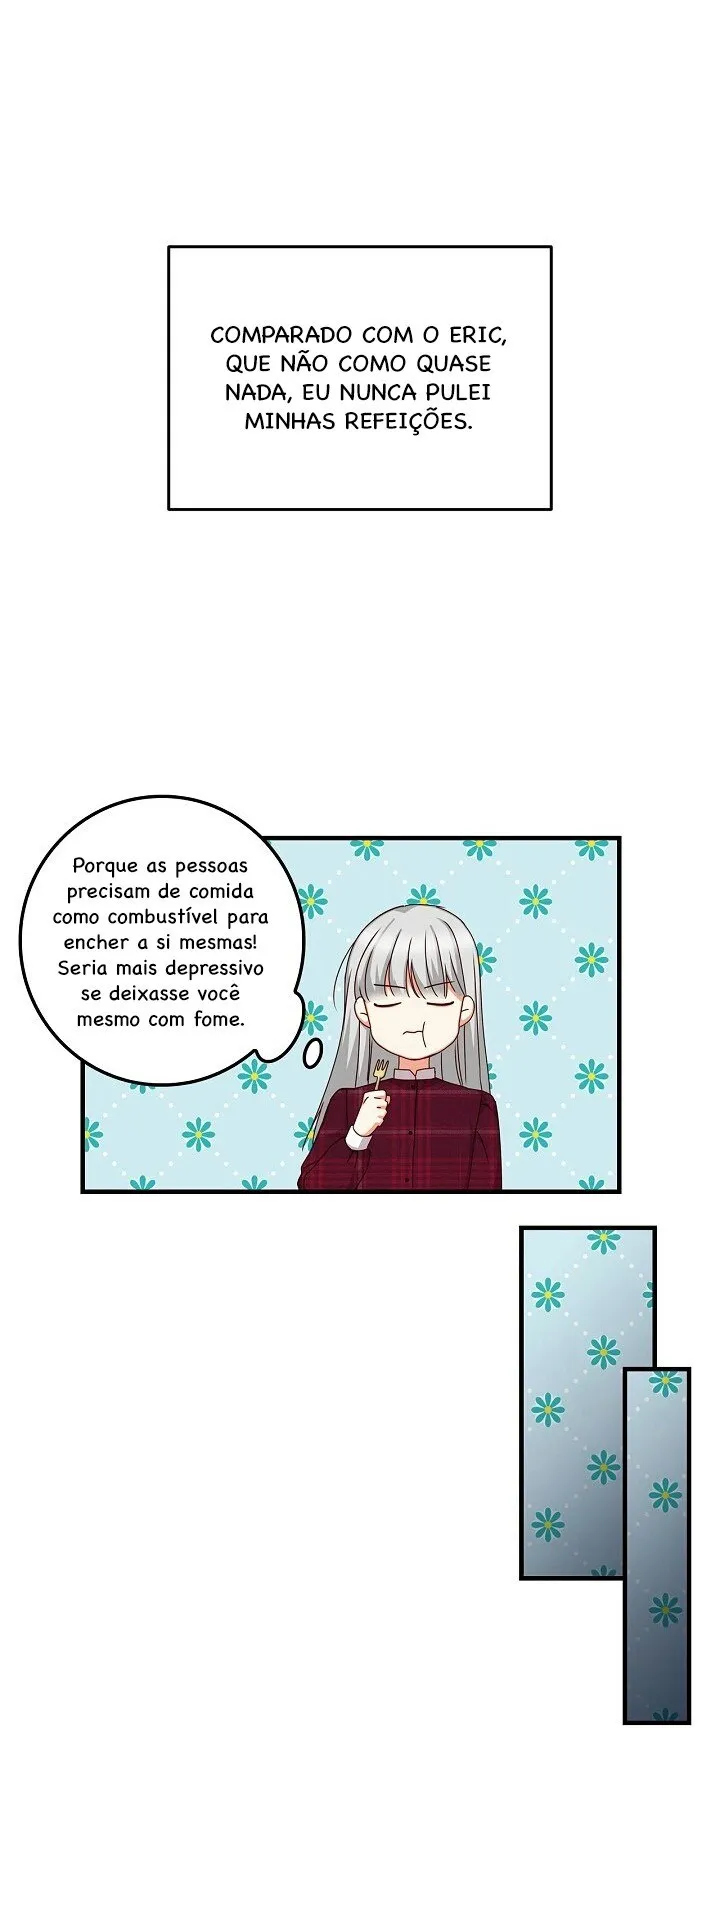 COMPARADO COM O ERIC,
QUE NÃO COMO QUASE
NADA, EU NUNCA PULEI
MINHAS REFEIÇÕES.
Porque as pessoas
precisam de comida
como combustível para
encher a si mesmas!
Seria mais depressivo
se deixasse você
mesmo com fome.